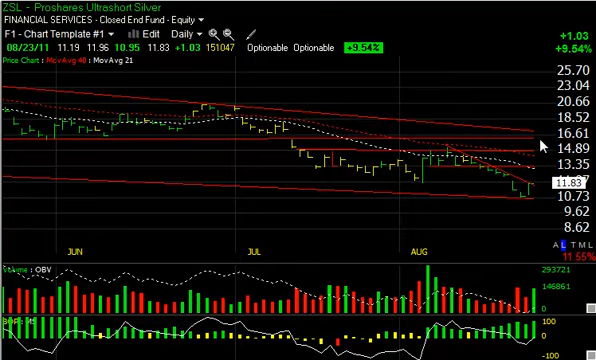 ZSL - Proshares Ultrashort Silver
FINANCIAL SERVICES - Closed End Fund - Equity
F1 - Chart Template #1 Edit Daily
+1.03
08/23/11 11.19 11.96 10.95 11.83 +1.03 151047 Optionable Optionable +9.54% +9.54%
Price Chart : MovAvg 40 : MovAvg 21
25.70
23.04
20.66
18.52
16.61
14.89
13.35
11.83
10.73
9.62
8.62
A L T M L
JUN JUL AUG 11.55%
Volume : OBV 293721
146861
0
100
0
-100